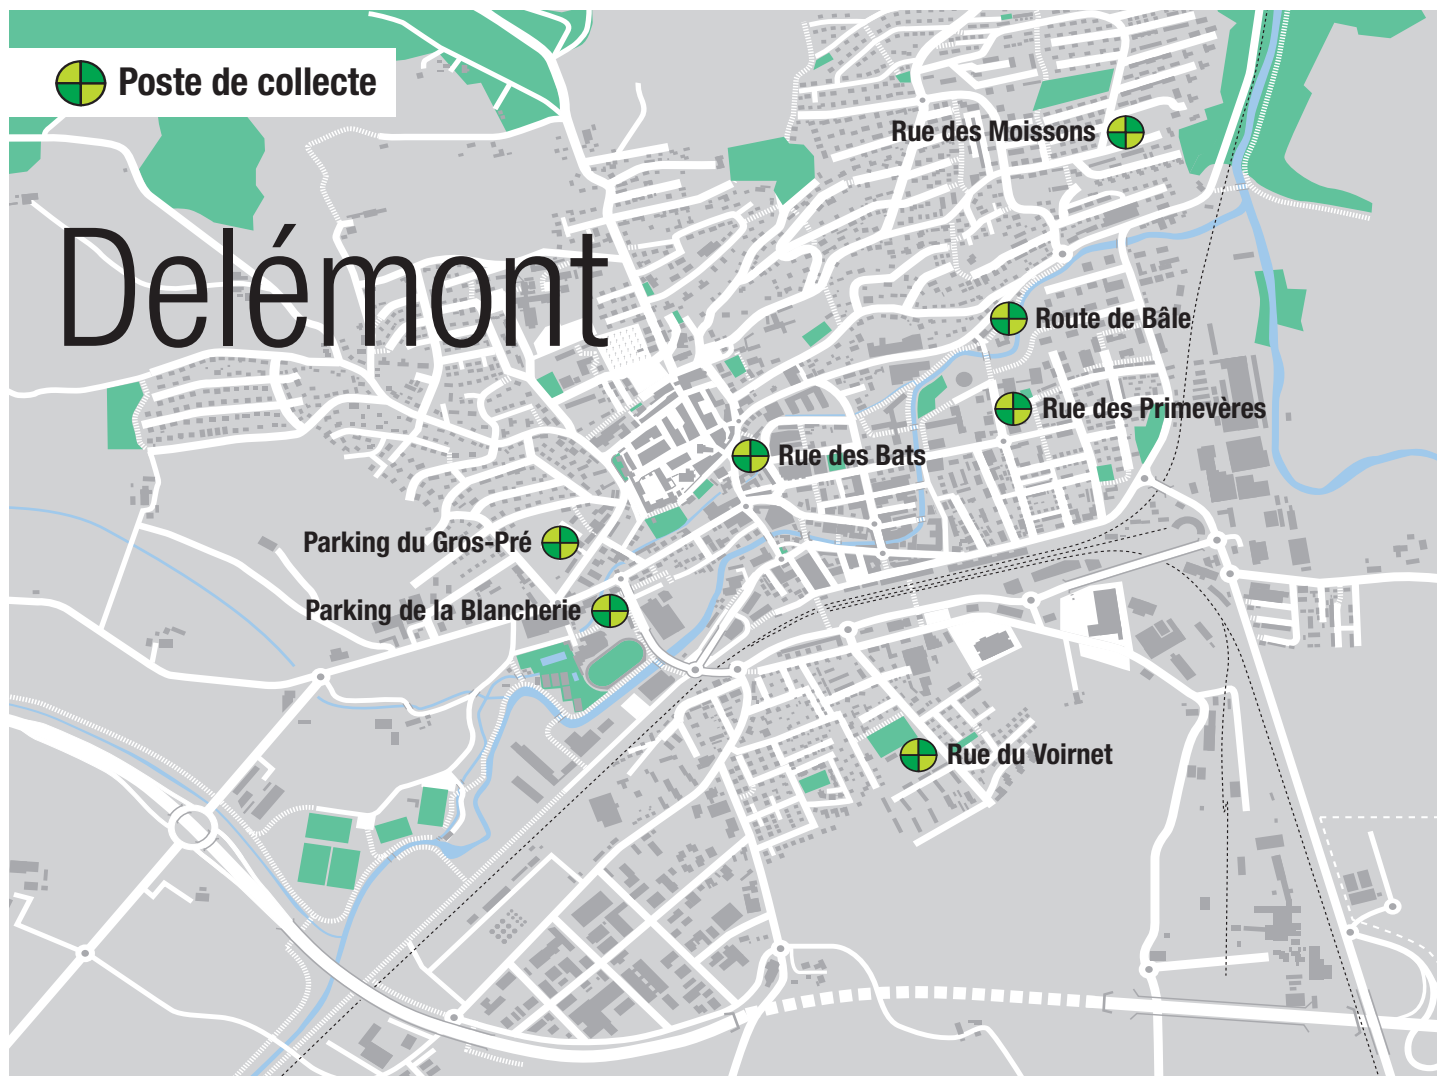 Poste de collecte
Rue des Moissons
Delémont
Route de Bâle
Rue des Primevères
Rue des Bats
Parking du Gros-Pré
Parking de la Blancherie
Rue du Voirnet